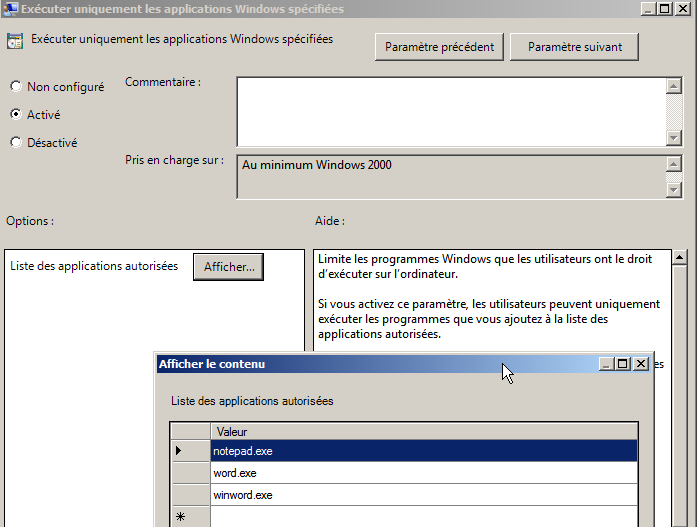 Exécuter uniquement les applications Windows spécifiées
Exécuter uniquement les applications Windows spécifiées
Paramètre précédent
Paramètre suivant
Non configuré
Commentaire :
Activé
Désactivé
Pris en charge sur :
Au minimum Windows 2000
Options :
Aide :
Liste des applications autorisées
Afficher...
Limite les programmes Windows que les utilisateurs ont le droit
d'exécuter sur l'ordinateur.
Si vous activez ce paramètre, les utilisateurs peuvent uniquement
exécuter les programmes que vous ajoutez à la liste des
applications autorisées.
Afficher le contenu
Liste des applications autorisées
Valeur
notepad.exe
word.exe
winword.exe